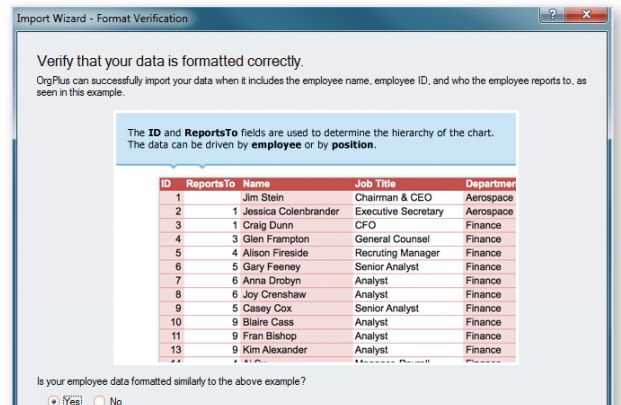 Import Wizard - Format Verification
Verify that your data is formatted correctly.
OrgPlus can successfully import your data when it includes the employee name, employee ID, and who the employee reports to, as
seen in this example.
The ID and ReportsTo fields are used to determine the hierarchy of the chart.
The data can be driven by employee or by position.
ID ReportsTo Name Job Title Departmen
1 Jim Stein Chairman & CEO Aerospace
2 1 Jessica Colenbrander Executive Secretary Aerospace
3 1 Craig Dunn CFO Finance
4 3 Glen Frampton General Counsel Finance
5 4 Alison Fireside Recruting Manager Finance
6 5 Gary Feeney Senior Analyst Finance
7 6 Anna Drobyn Analyst Finance
8 6 Joy Crenshaw Analyst Finance
9 5 Casey Cox Senior Analyst Finance
10 9 Blaire Cass Analyst Finance
11 9 Fran Bishop Analyst Finance
13 9 Kim Alexander Analyst Finance
Is your employee data formatted similarly to the above example?
Yes No